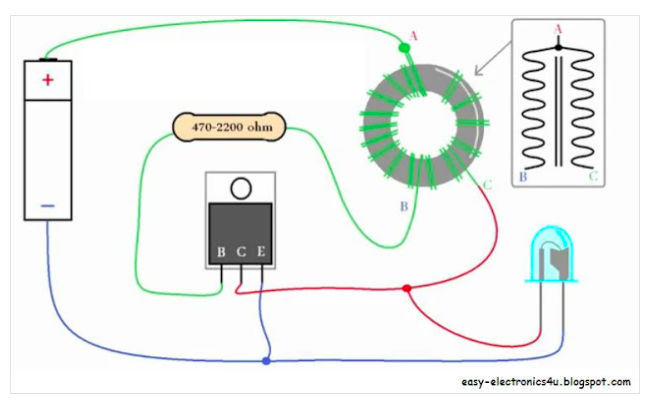 A
A
+
470-2200 ohm
B
C
B
C
B C E
−
easy-electronics4u.blogspot.com